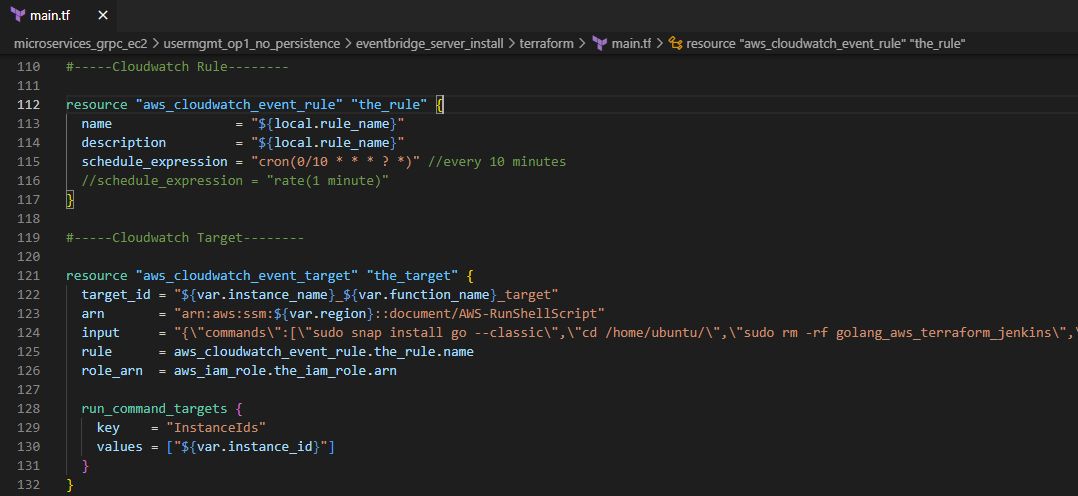 main.tf ×
microservices_grpc_ec2 > usermgmt_op1_no_persistence > eventbridge_server_install > terraform > main.tf > resource "aws_cloudwatch_event_rule" "the_rule"
110 #-----Cloudwatch Rule--------
111
112 resource "aws_cloudwatch_event_rule" "the_rule" {
113   name                = "${local.rule_name}"
114   description         = "${local.rule_name}"
115   schedule_expression = "cron(0/10 * * * ? *)" //every 10 minutes
116   //schedule_expression = "rate(1 minute)"
117 }
118
119 #-----Cloudwatch Target--------
120
121 resource "aws_cloudwatch_event_target" "the_target" {
122   target_id = "${var.instance_name}_${var.function_name}_target"
123   arn       = "arn:aws:ssm:${var.region}::document/AWS-RunShellScript"
124   input     = "{\"commands\":[\"sudo snap install go --classic\",\"cd /home/ubuntu/\",\"sudo rm -rf golang_aws_terraform_jenkins\",
125   rule      = aws_cloudwatch_event_rule.the_rule.name
126   role_arn  = aws_iam_role.the_iam_role.arn
127
128   run_command_targets {
129     key    = "InstanceIds"
130     values = ["${var.instance_id}"]
131   }
132 }